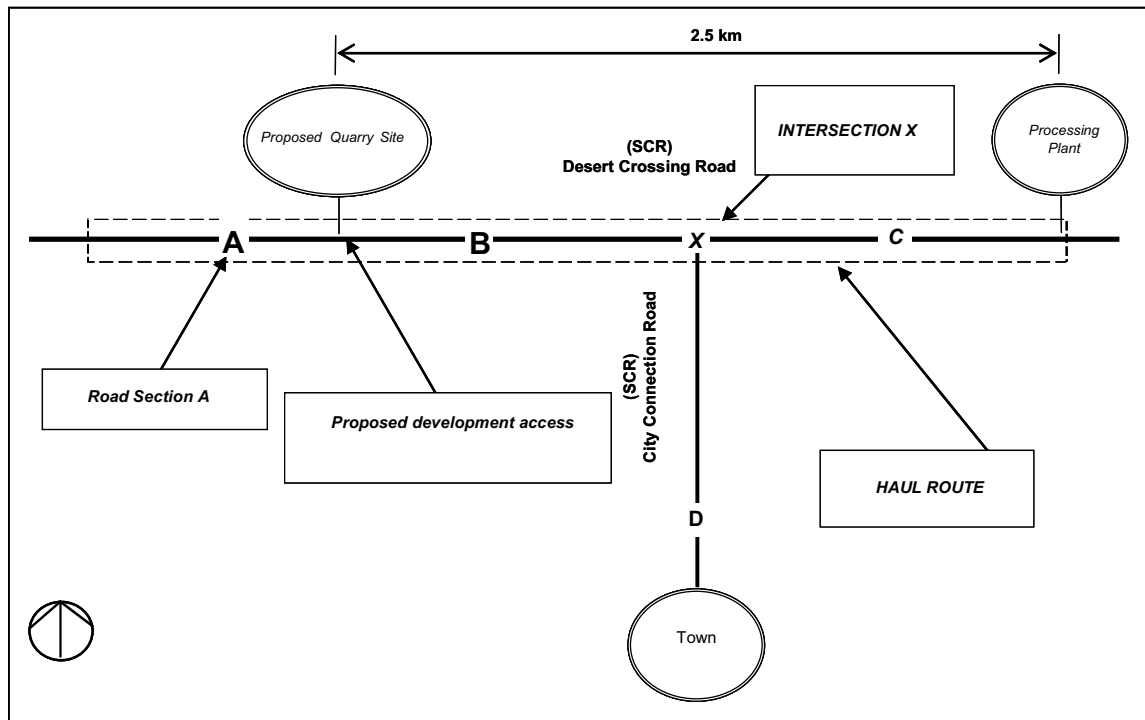 2.5 km
Proposed Quarry Site
INTERSECTION X
Processing
Plant
(SCR)
Desert Crossing Road
A
B
X
C
Road Section A
Proposed development access
(SCR)
City Connection Road
HAUL ROUTE
D
Town